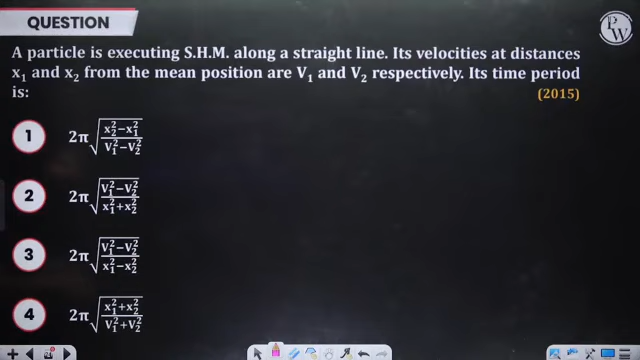 QUESTION
A particle is executing S.H.M. along a straight line. Its velocities at distances
x₁ and x₂ from the mean position are V₁ and V₂ respectively. Its time period
is: (2015)
1 2π√((x₂²−x₁²)/(V₁²−V₂²))
2 2π√((V₁²−V₂²)/(x₁²+x₂²))
3 2π√((V₁²−V₂²)/(x₁²−x₂²))
4 2π√((x₁²+x₂²)/(V₁²+V₂²))